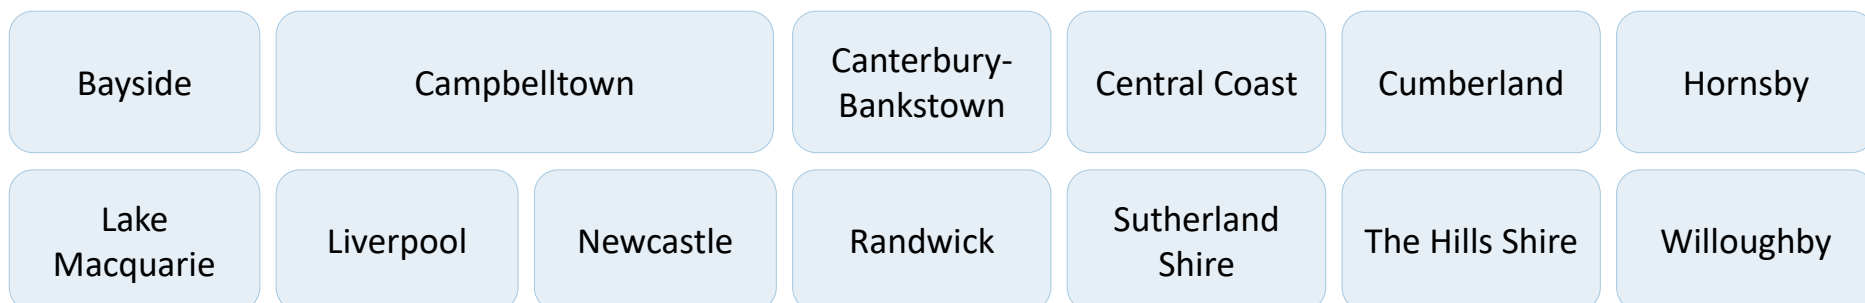 Bayside
Campbelltown
Canterbury-
Bankstown
Central Coast
Cumberland
Hornsby
Lake
Macquarie
Liverpool
Newcastle
Randwick
Sutherland
Shire
The Hills Shire
Willoughby